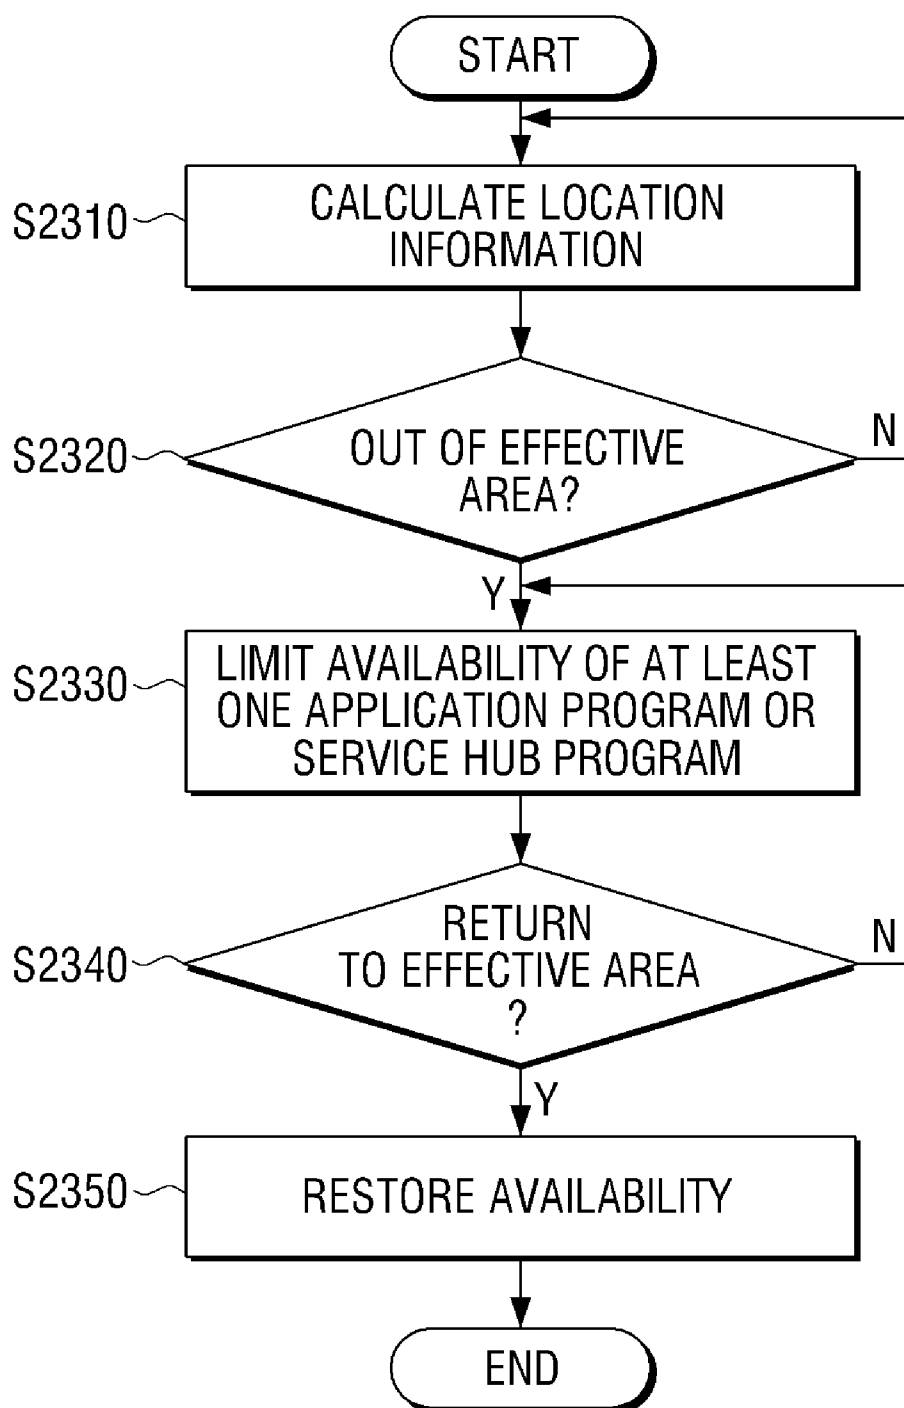 START
S2310
CALCULATE LOCATION
INFORMATION
S2320
OUT OF EFFECTIVE
AREA?
N
Y
S2330
LIMIT AVAILABILITY OF AT LEAST
ONE APPLICATION PROGRAM OR
SERVICE HUB PROGRAM
S2340
RETURN
TO EFFECTIVE AREA
?
N
Y
S2350
RESTORE AVAILABILITY
END